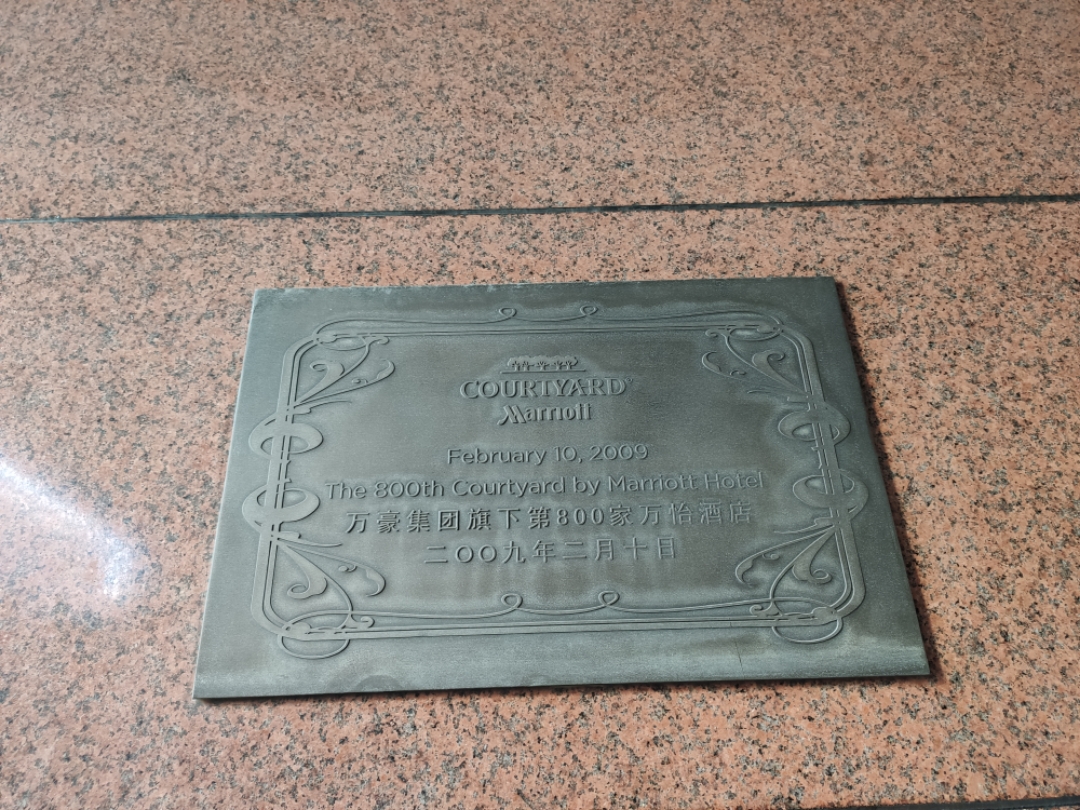 COURTYARD
Marriott
February 10, 2009
The 800th Courtyard by Marriott Hotel
万豪集团旗下第800家万怡酒店
二〇〇九年二月十日